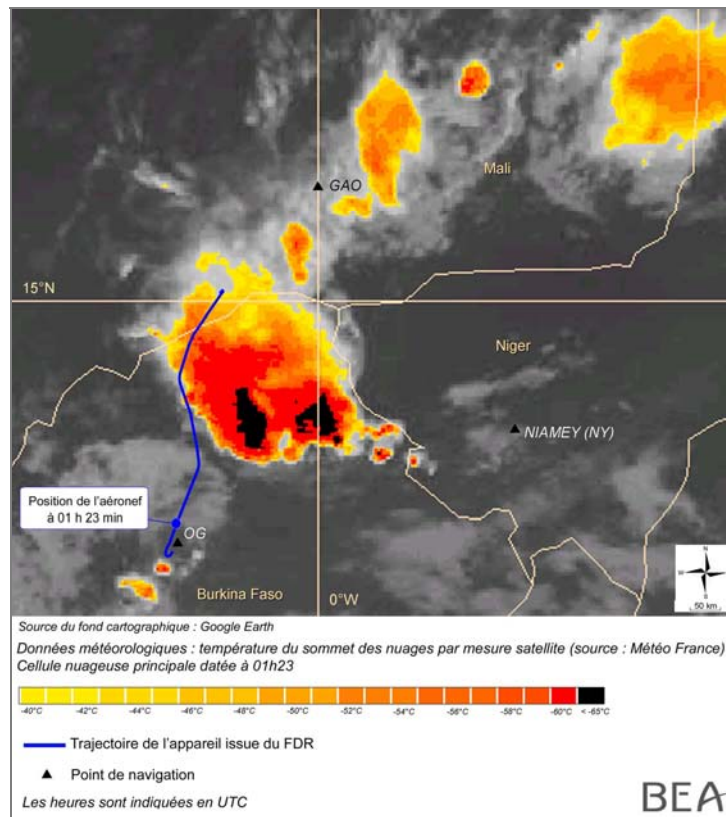 GAO
Mali
15°N
Niger
NIAMEY (NY)
Position de l'aéronef
à 01 h 23 min
OG
Burkina Faso
0°W
N
W
E
S
50 km
Source du fond cartographique : Google Earth
Données météorologiques : température du sommet des nuages par mesure satellite (source : Météo France)
Cellule nuageuse principale datée à 01h23
-40°C -42°C -44°C -46°C -48°C -50°C -52°C -54°C -56°C -58°C -60°C < -65°C
Trajectoire de l'appareil issue du FDR
Point de navigation
Les heures sont indiquées en UTC
BEA